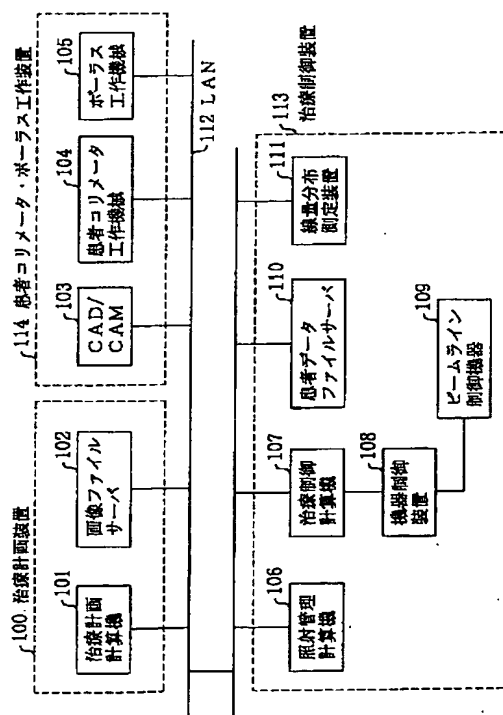 100 治療計画装置
101
治療計画
計算機
102
画像ファイル
サーバ
114 患者コリメータ・ボーラス工作装置
103
CAD/
CAM
104
患者コリメータ
工作機械
105
ボーラス
工作機械
112 LAN
113
治療制御装置
106
照射管理
計算機
107
治療制御
計算機
108
機器制御
装置
109
ビームライン
制御機器
110
患者データ
ファイルサーバ
111
線量分布
測定装置